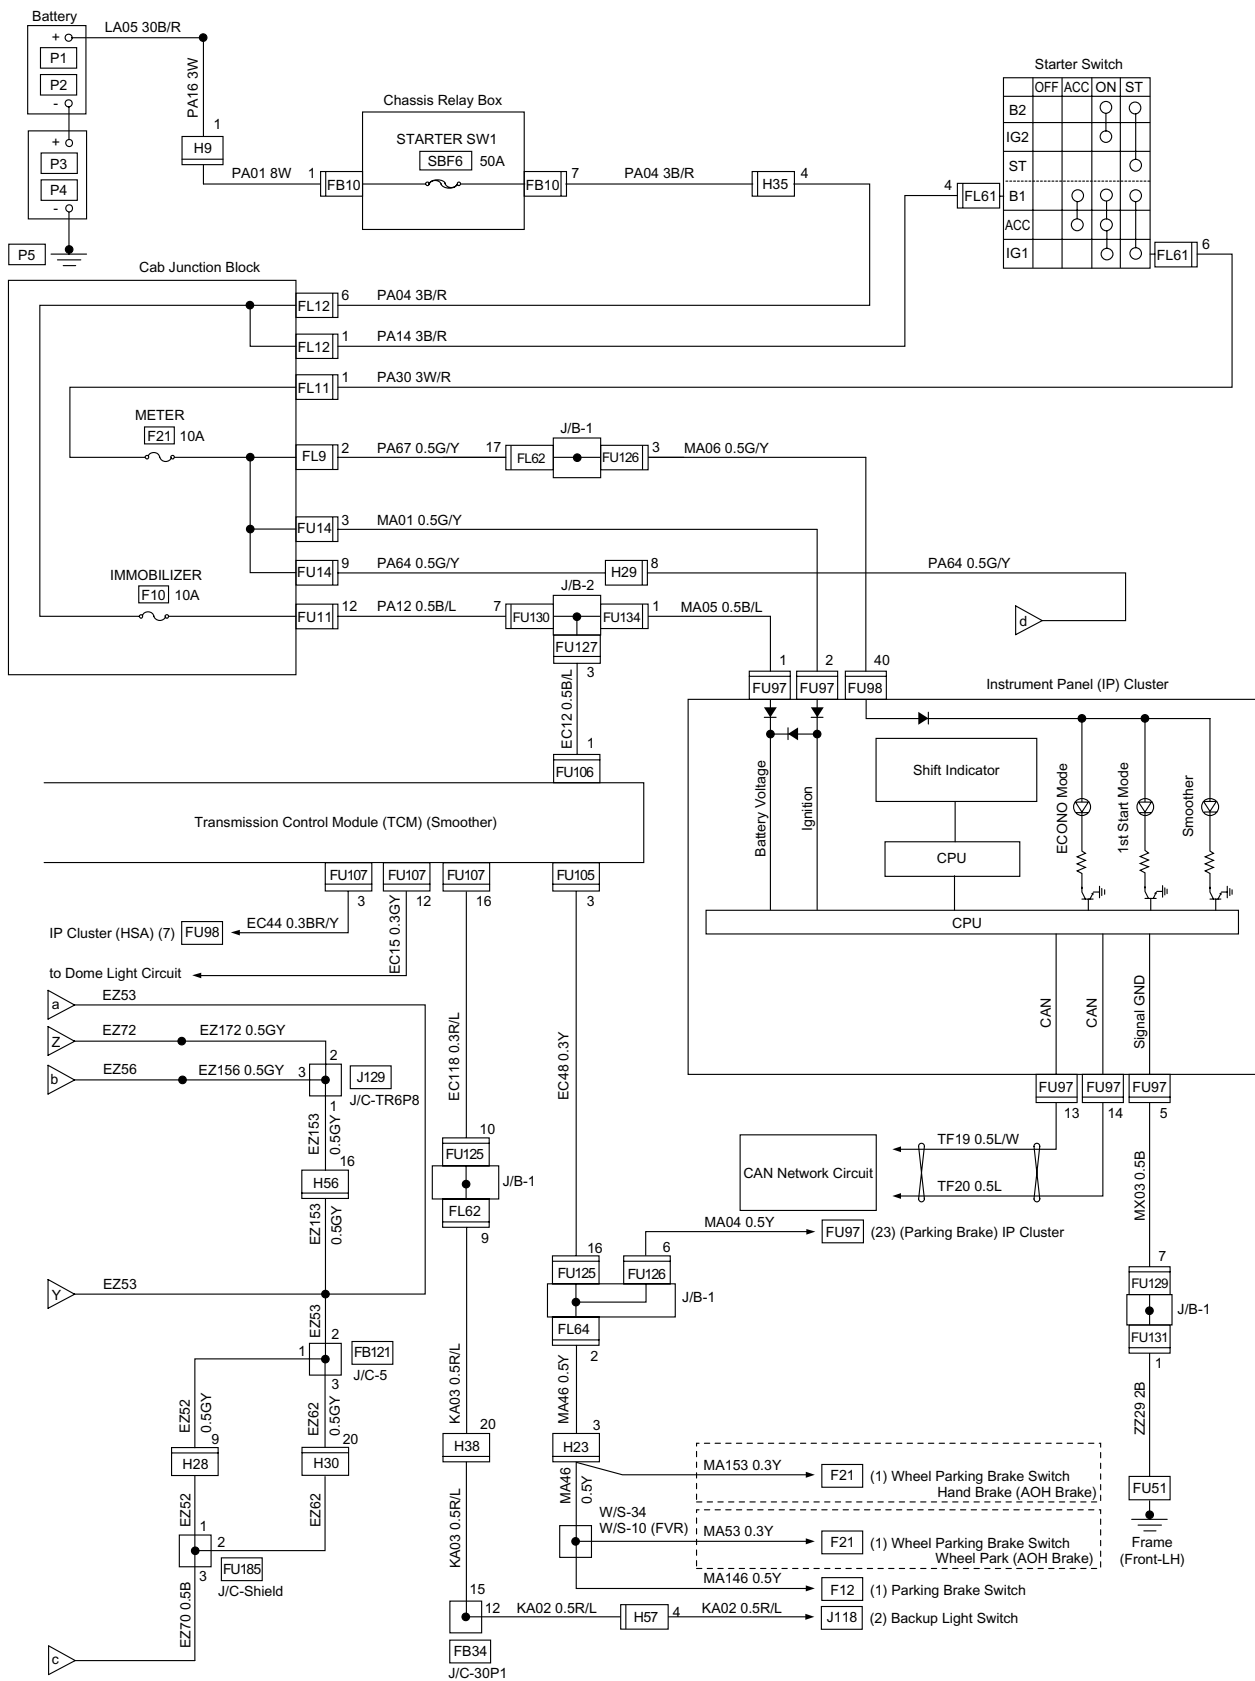 Battery
LA05 30B/R
+
P1
P2
-
+
P3
P4
-
P5
PA16 3W
1
H9
PA01 8W
1
FB10
Chassis Relay Box
STARTER SW1
SBF6 50A
FB10
7
PA04 3B/R
H35
4
Starter Switch
OFF ACC ON ST
B2
IG2
ST
B1
ACC
IG1
4
FL61
FL61
6
Cab Junction Block
FL12
6
PA04 3B/R
FL12
1
PA14 3B/R
FL11
1
PA30 3W/R
METER
F21 10A
FL9
2
PA67 0.5G/Y
17
FL62
J/B-1
FU126
3
MA06 0.5G/Y
FU14
3
MA01 0.5G/Y
FU14
9
PA64 0.5G/Y
H29
8
PA64 0.5G/Y
d
IMMOBILIZER
F10 10A
FU11
12
PA12 0.5B/L
7
FU130
J/B-2
FU134
1
MA05 0.5B/L
FU127
3
EC12 0.5B/L
1
FU106
1
FU97
2
FU97
40
FU98
Instrument Panel (IP) Cluster
Battery Voltage
Ignition
Shift Indicator
CPU
ECONO Mode
1st Start Mode
Smoother
CPU
CAN
CAN
Signal GND
FU97
13
FU97
14
FU97
5
Transmission Control Module (TCM) (Smoother)
FU107
3
FU107
12
FU107
16
FU105
3
IP Cluster (HSA) (7) FU98
EC44 0.3BR/Y
EC15 0.3GY
to Dome Light Circuit
a
EZ53
Z
EZ72
EZ172 0.5GY
b
EZ56
EZ156 0.5GY
2
3
1
J129
J/C-TR6P8
EZ153
0.5GY
16
H56
EZ153
0.5GY
Y
EZ53
EZ53
2
1
3
FB121
J/C-5
EZ52
0.5GY
9
H28
EZ52
EZ62
0.5GY
20
H30
EZ62
1
2
3
FU185
J/C-Shield
EZ70 0.5B
c
EC118 0.3R/L
10
FU125
J/B-1
FL62
9
KA03 0.5R/L
20
H38
KA03 0.5R/L
15
12
FB34
J/C-30P1
KA02 0.5R/L
H57
4
KA02 0.5R/L
J118 (2) Backup Light Switch
EC48 0.3Y
16
FU125
6
FU126
MA04 0.5Y
FU97 (23) (Parking Brake) IP Cluster
J/B-1
FL64
2
MA46 0.5Y
3
H23
MA46
0.5Y
MA153 0.3Y
F21 (1) Wheel Parking Brake Switch
Hand Brake (AOH Brake)
W/S-34
W/S-10 (FVR)
MA53 0.3Y
F21 (1) Wheel Parking Brake Switch
Wheel Park (AOH Brake)
MA146 0.5Y
F12 (1) Parking Brake Switch
CAN Network Circuit
TF19 0.5L/W
TF20 0.5L
MX03 0.5B
7
FU129
J/B-1
FU131
1
ZZ29 2B
FU51
Frame
(Front-LH)